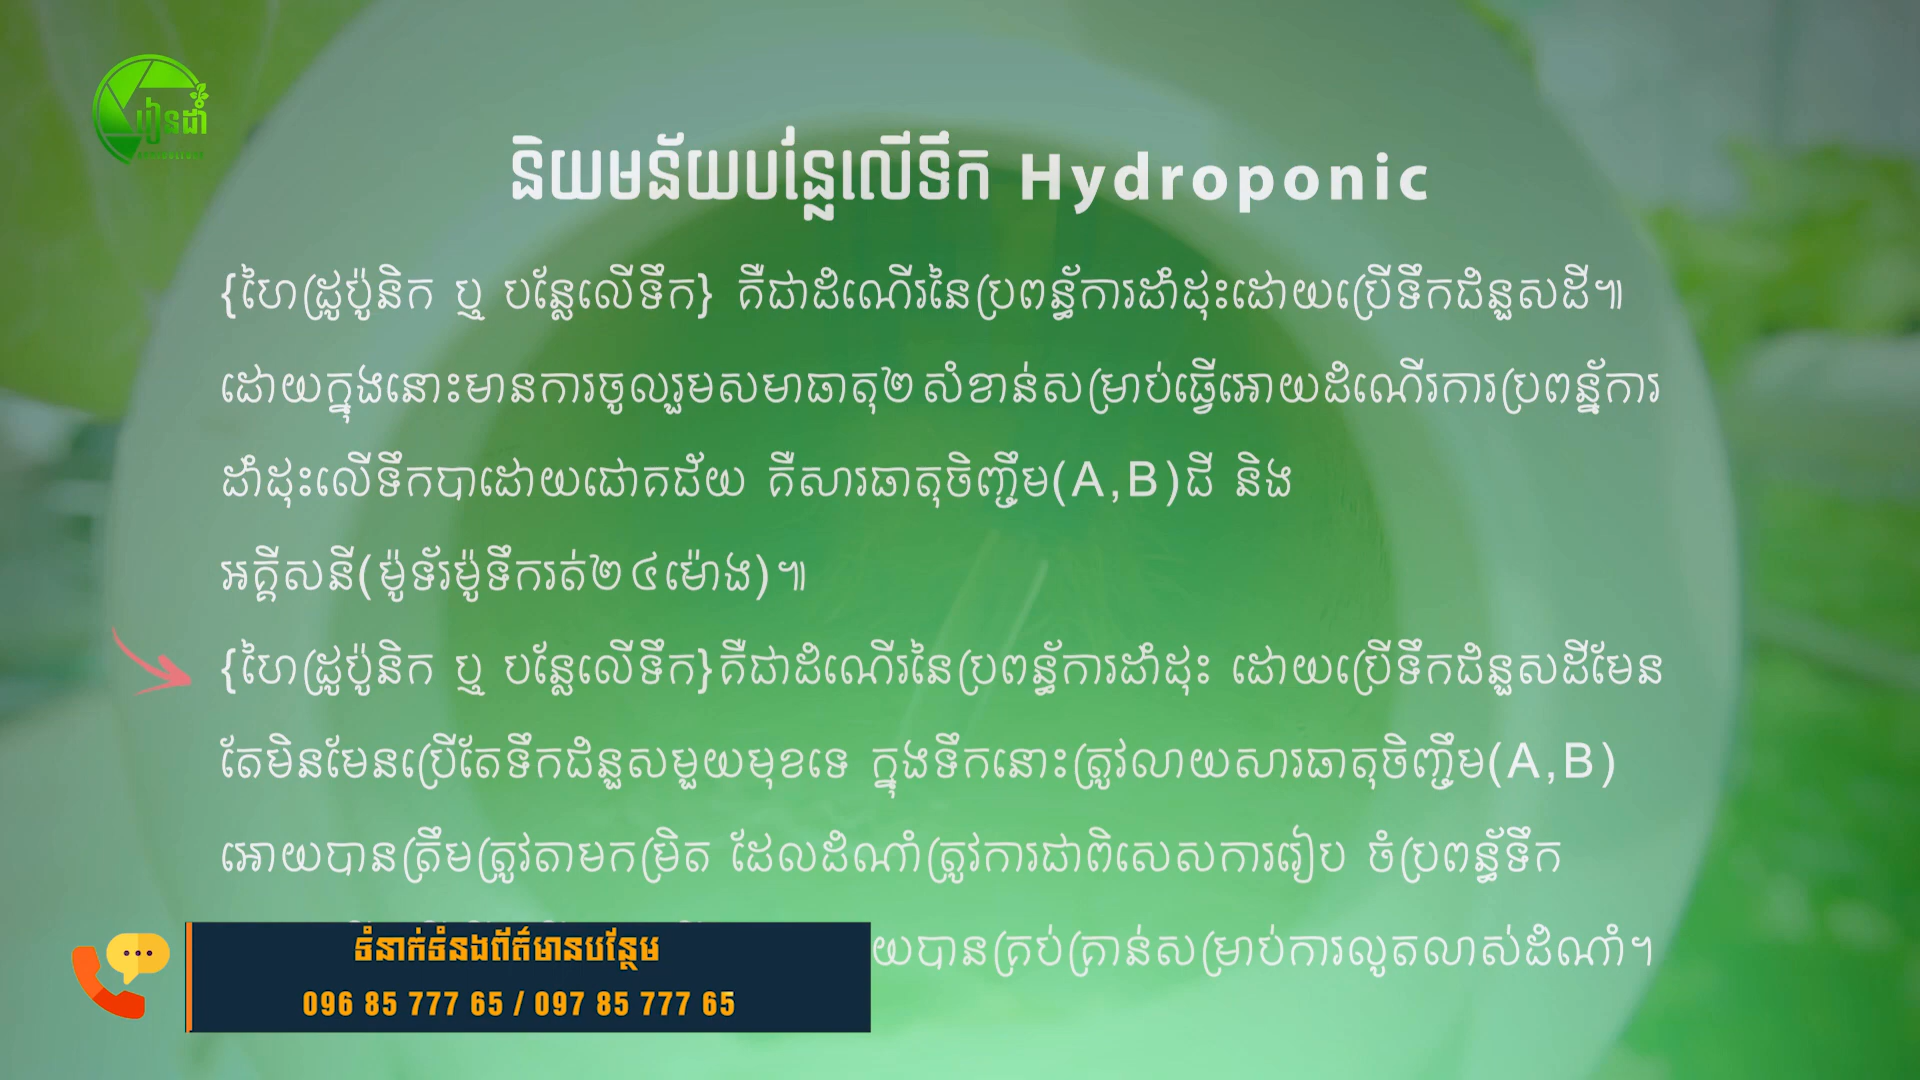 រៀនដាំ
និយមន័យបន្លែលើទឹក Hydroponic
{ហៃដ្រូប៉ូនិក ឬ បន្លែលើទឹក} គឺជាដំណើរនៃប្រពន្ធ័ការដាំដុះដោយប្រើទឹកជំនួសដី៕
ដោយក្នុងនោះមានការចូលរួមសមាធាតុ២ សំខាន់សម្រាប់ធ្វើអោយដំណើរការប្រពន្ន័ការ
ដាំដុះលើទឹកបាដោយជោគជ័យ គឺសារធាតុចិញ្ចឹម(A,B)ជី និង
អគ្គីសនី(ម៉ូទ័រម៉ូទឹករត់២៤ម៉ោង)៕
{ហៃដ្រូប៉ូនិក ឬ បន្លែលើទឹក}គឺជាដំណើរនៃប្រពន្ធ័ការដាំដុះ ដោយប្រើទឹកជំនួសដីមែន
តែមិនមែនប្រើតែទឹកជំនួសមួយមុខទេ ក្នុងទឹកនោះត្រូវលាយសារធាតុចិញ្ចឹម(A,B)
អោយបានត្រឹមត្រូវតាមកម្រិត ដែលដំណាំត្រូវការជាពិសេសការរៀប ចំប្រពន្ធ័ទឹក
យបានគ្រប់គ្រាន់សម្រាប់ការលូតលាស់ដំណាំ។
ទំនាក់ទំនងព័ត៌មានបន្ថែម
096 85 777 65 / 097 85 777 65